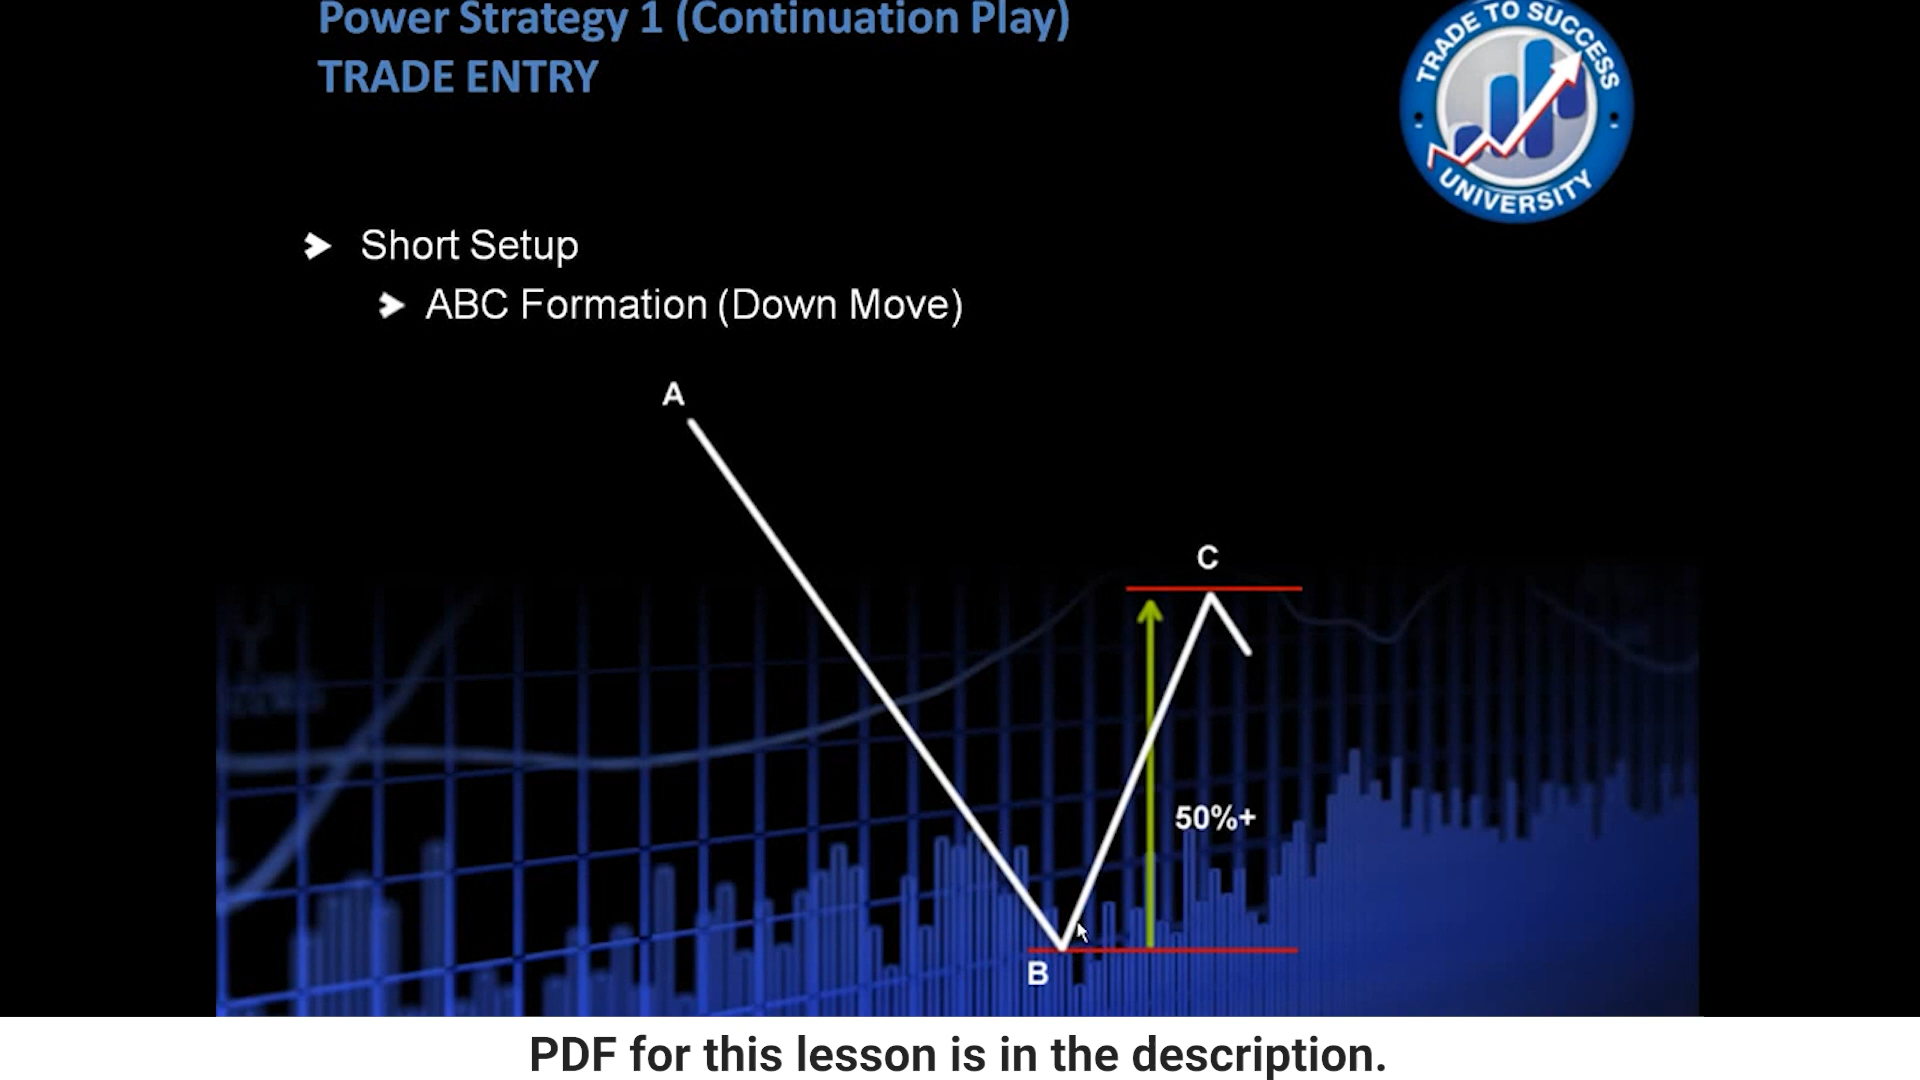 Power Strategy 1 (Continuation Play)
TRADE ENTRY
TRADE TO SUCCESS
UNIVERSITY
Short Setup
ABC Formation (Down Move)
A
C
50%+
B
PDF for this lesson is in the description.